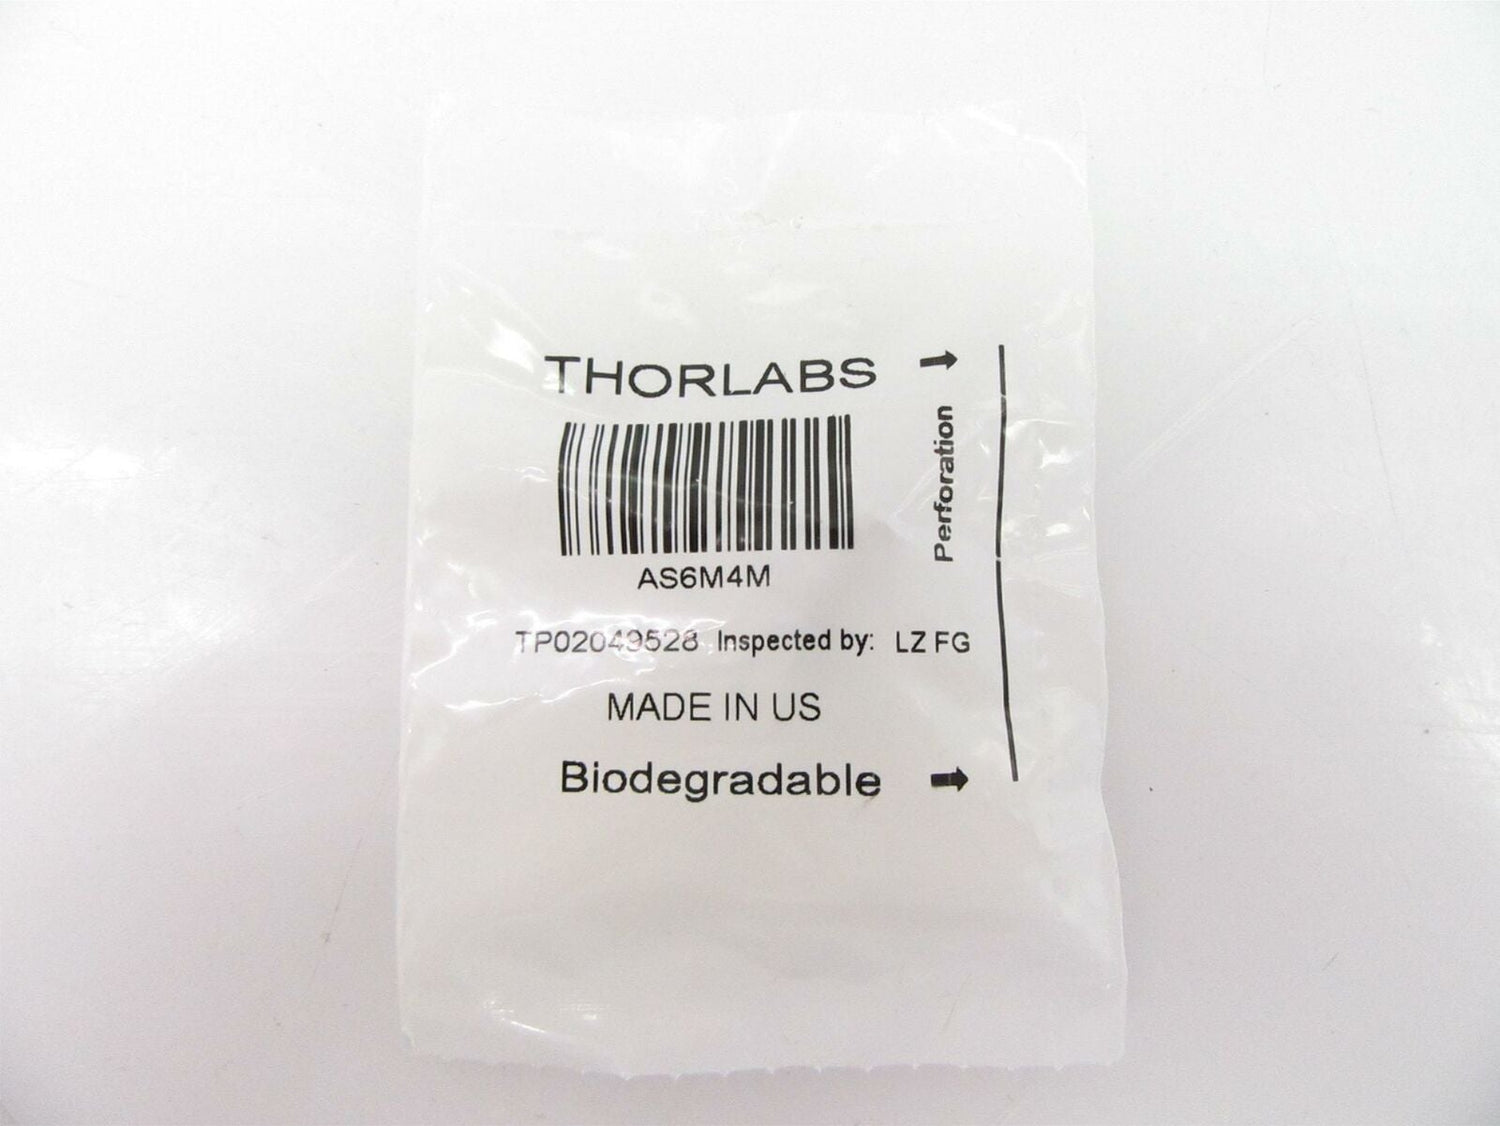 THORLABS
AS6M4M
TP02049528 Inspected by: LZ FG
MADE IN US
Biodegradable
Perforation